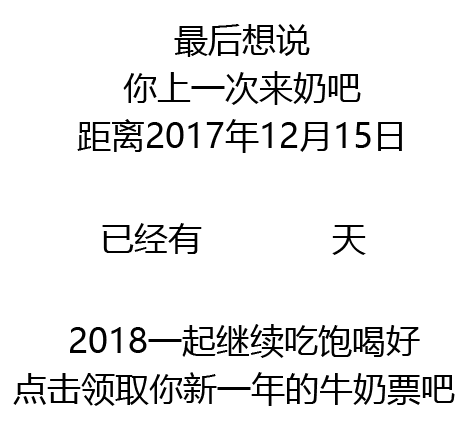 最后想说
你上一次来奶吧
距离2017年12月15日
已经有 天
2018一起继续吃饱喝好
点击领取你新一年的牛奶票吧